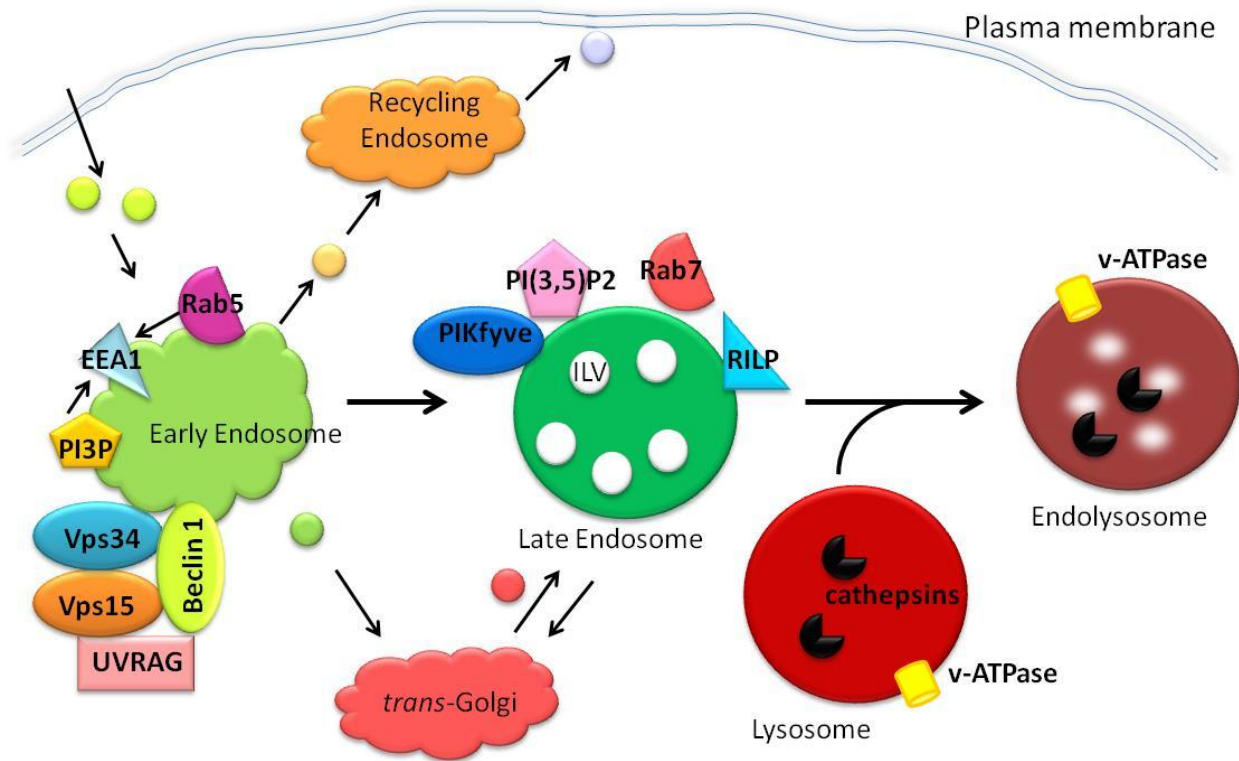 Plasma membrane
Recycling
Endosome
Rab5
EEA1
PI3P
Early Endosome
Vps34
Vps15
Beclin 1
UVRAG
PI(3,5)P2
Rab7
PIKfyve
RILP
ILV
Late Endosome
trans-Golgi
v-ATPase
Endolysosome
cathepsins
v-ATPase
Lysosome